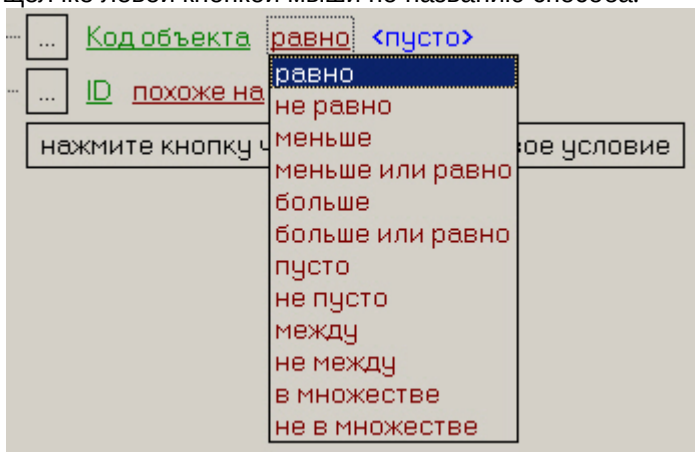 щелчке левой кнопкой мыши по названию способа.
... Код объекта равно <пусто>
равно
... ID похоже на
не равно
нажмите кнопку ое условие
меньше
меньше или равно
больше
больше или равно
пусто
не пусто
между
не между
в множестве
не в множестве